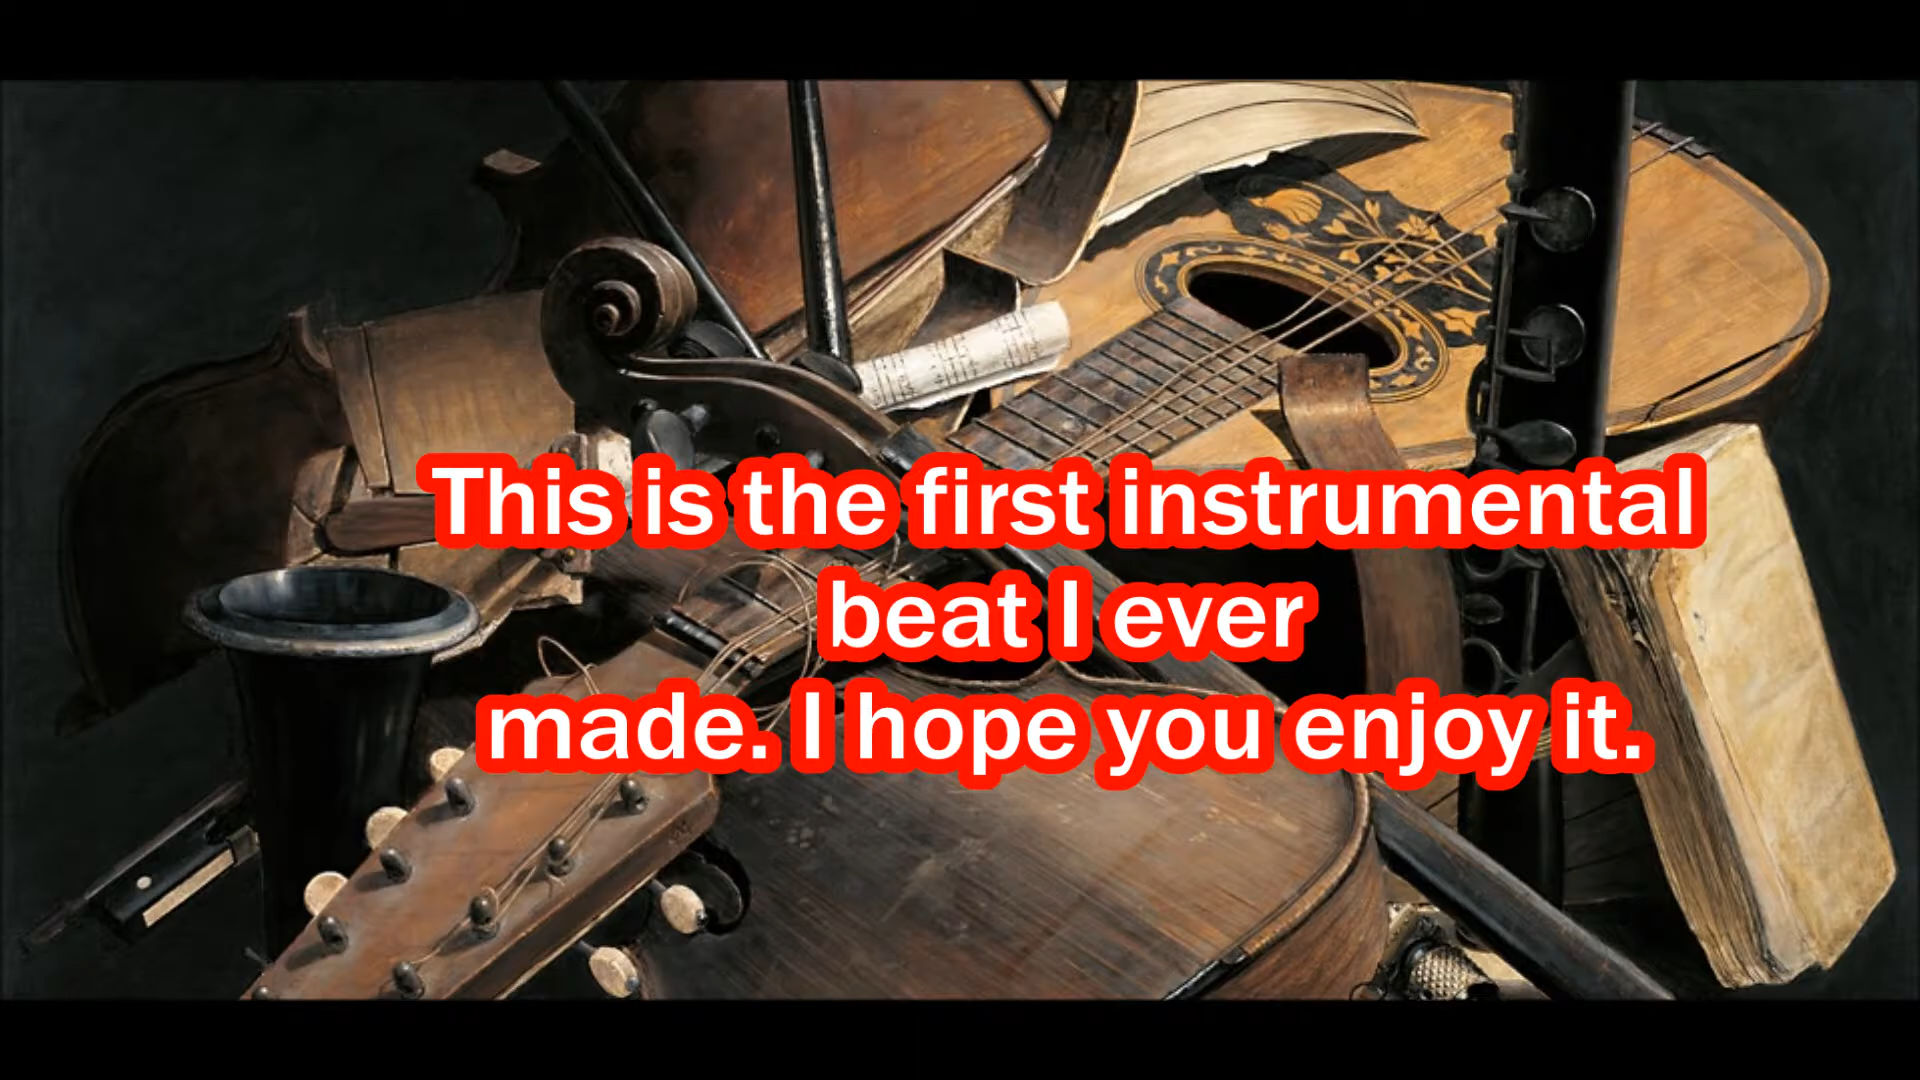 This is the first instrumental
beat I ever
made. I hope you enjoy it.